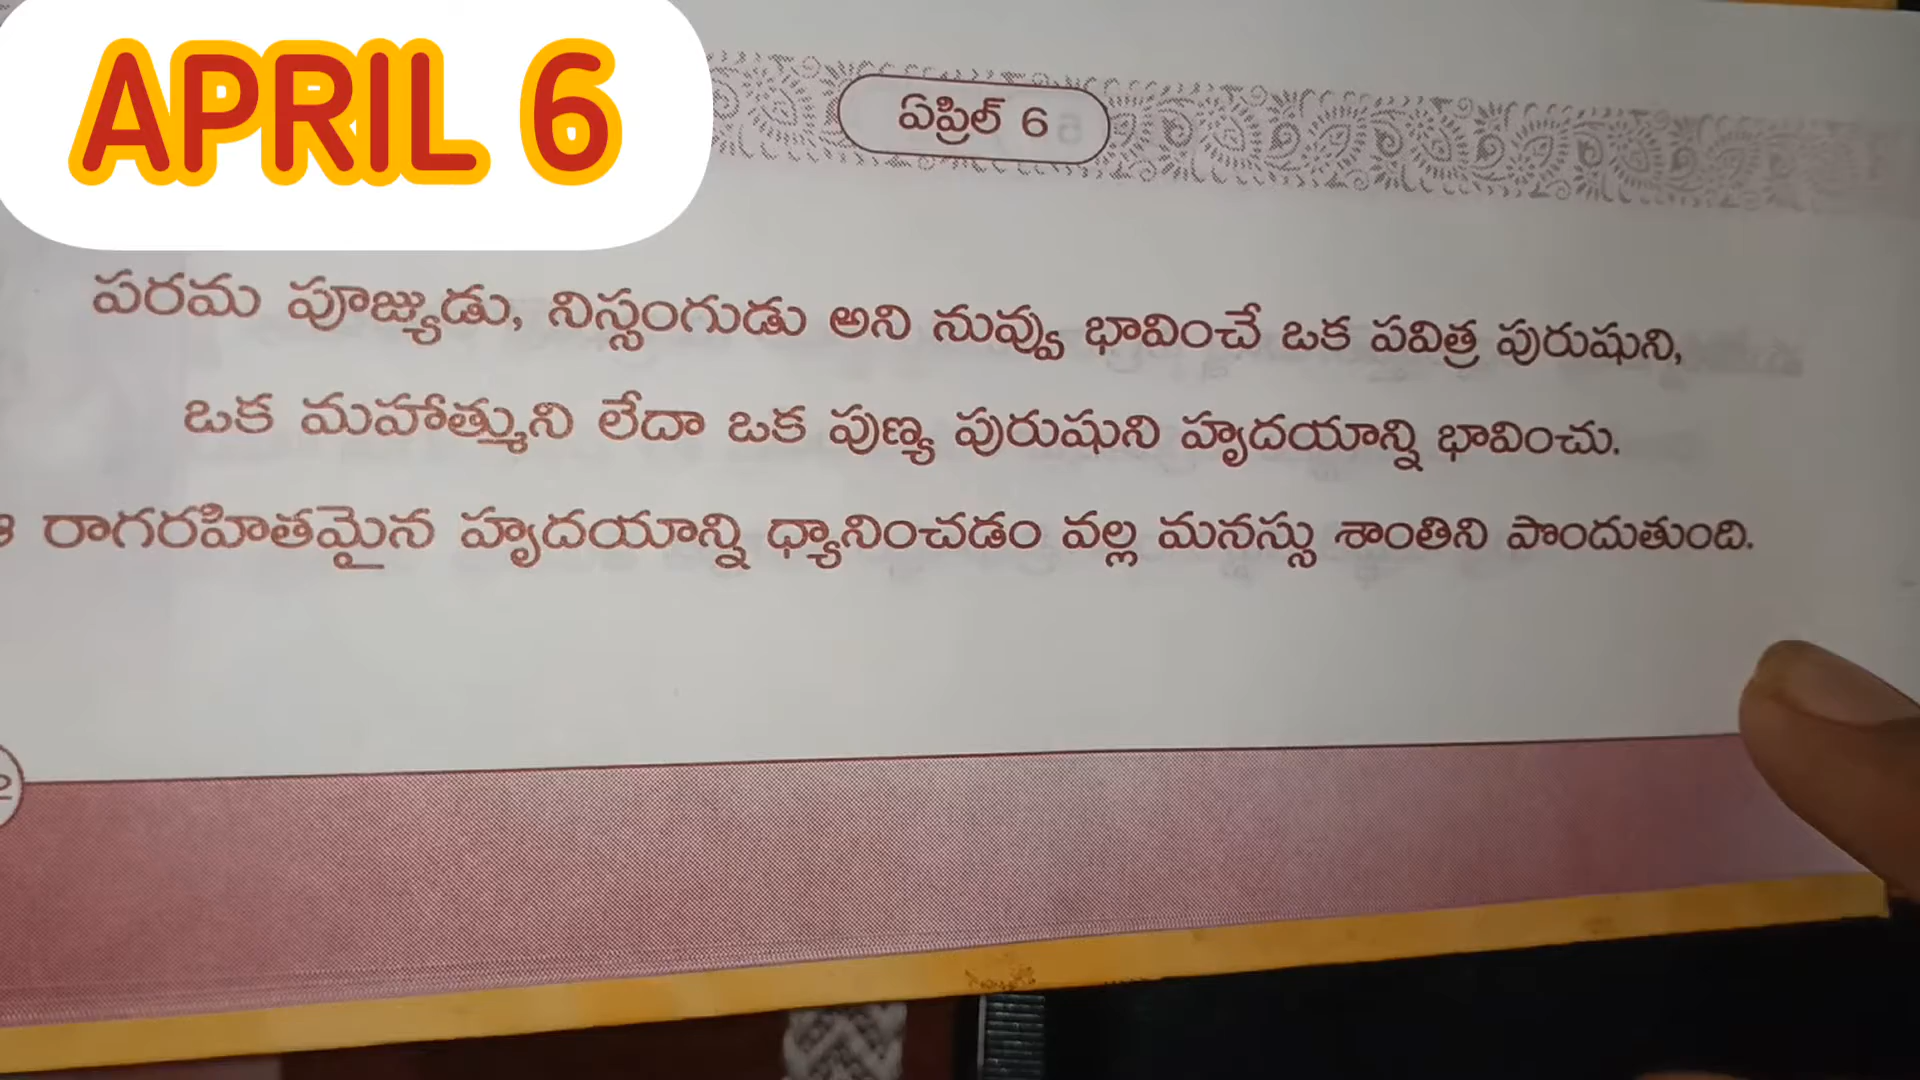 APRIL 6
ఏప్రిల్ 6
పరమ పూజ్యుడు, నిస్సంగుడు అని నువ్వు భావించే ఒక పవిత్ర పురుషుని,
ఒక మహాత్ముని లేదా ఒక పుణ్య పురుషుని హృదయాన్ని భావించు.
రాగరహితమైన హృదయాన్ని ధ్యానించడం వల్ల మనస్సు శాంతిని పొందుతుంది.